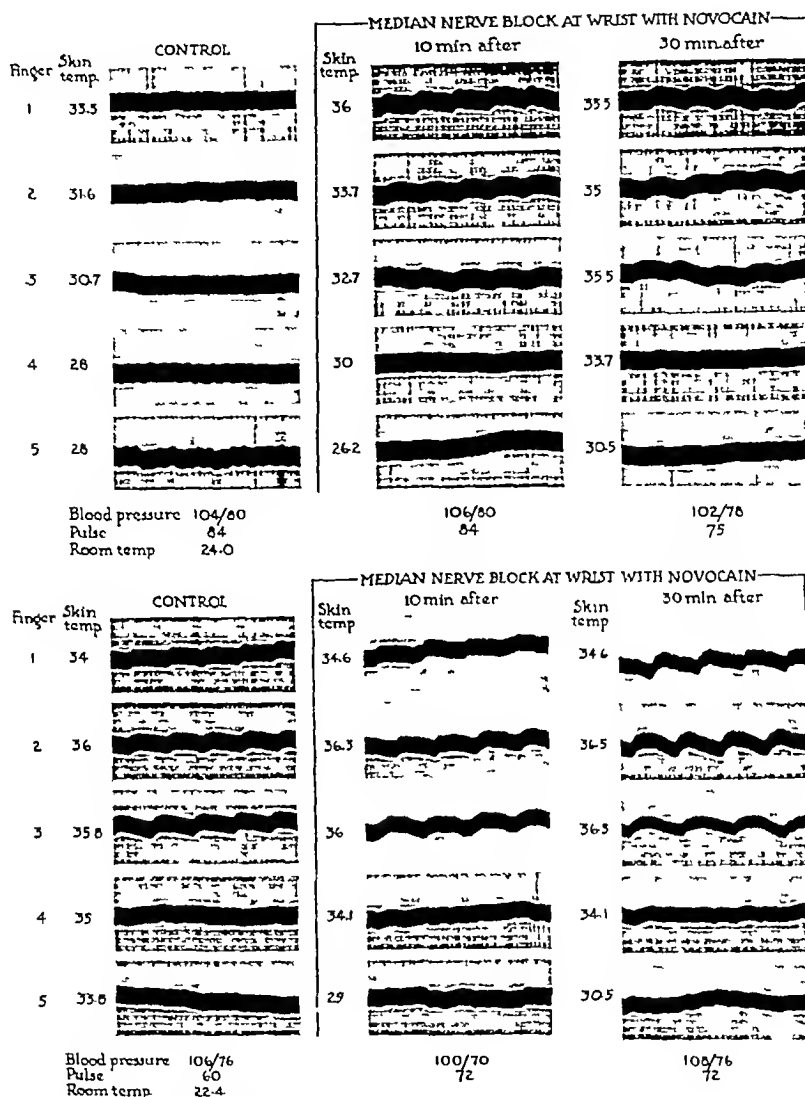 MEDIAN NERVE BLOCK AT WRIST WITH NOVOCAIN
CONTROL 10 min after 30 min. after
Finger Skin temp. Skin temp
1 33.5 36 35.5
2 31.6 33.7 35
3 30.7 32.7 35.5
4 28 30 33.7
5 28 26.2 30.5
Blood pressure 104/80 106/80 102/78
Pulse 84 84 75
Room temp 24.0
MEDIAN NERVE BLOCK AT WRIST WITH NOVOCAIN
CONTROL 10 min after 30 min after
Finger Skin temp Skin temp Skin temp
1 34 34.6 34.6
2 36 36.3 36.5
3 35.8 36
4 35 34.1 34.1
5 33.8 29 30.5
Blood pressure 106/76 100/70 108/76
Pulse 60 72 72
Room temp. 22.4